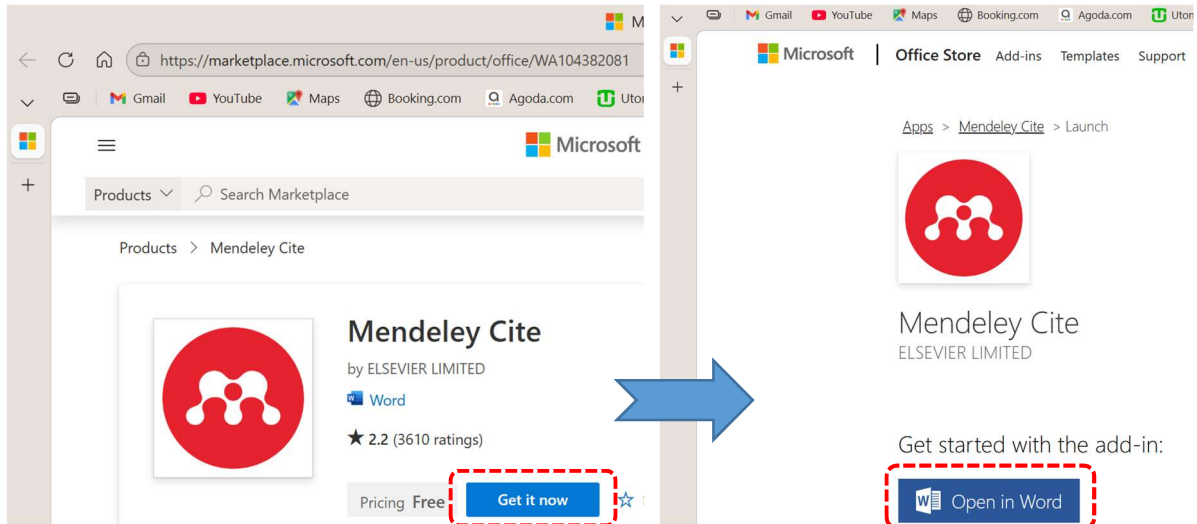 M
https://marketplace.microsoft.com/en-us/product/office/WA104382081
Gmail YouTube Maps Booking.com Agoda.com
Microsoft
Products Search Marketplace
Products > Mendeley Cite
Mendeley Cite
by ELSEVIER LIMITED
Word
★ 2.2 (3610 ratings)
Pricing Free Get it now
Gmail YouTube Maps Booking.com Agoda.com
Microsoft | Office Store Add-ins Templates Support
Apps > Mendeley Cite > Launch
Mendeley Cite
ELSEVIER LIMITED
Get started with the add-in:
Open in Word